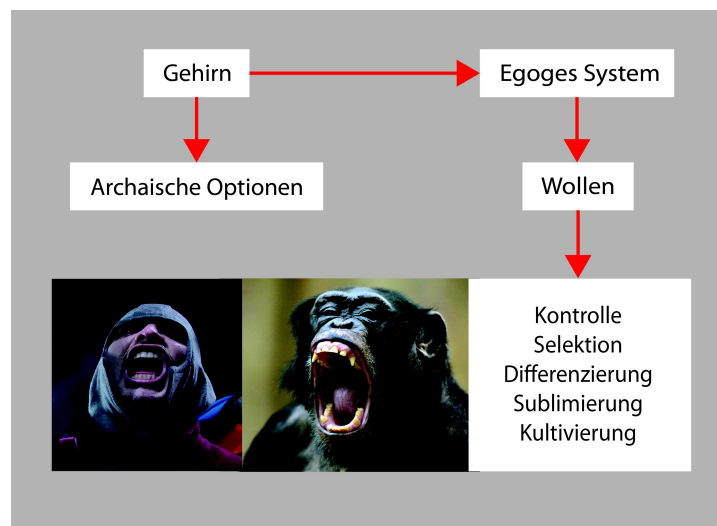 Gehirn
Egoges System
Archaische Optionen
Wollen
Kontrolle
Selektion
Differenzierung
Sublimierung
Kultivierung